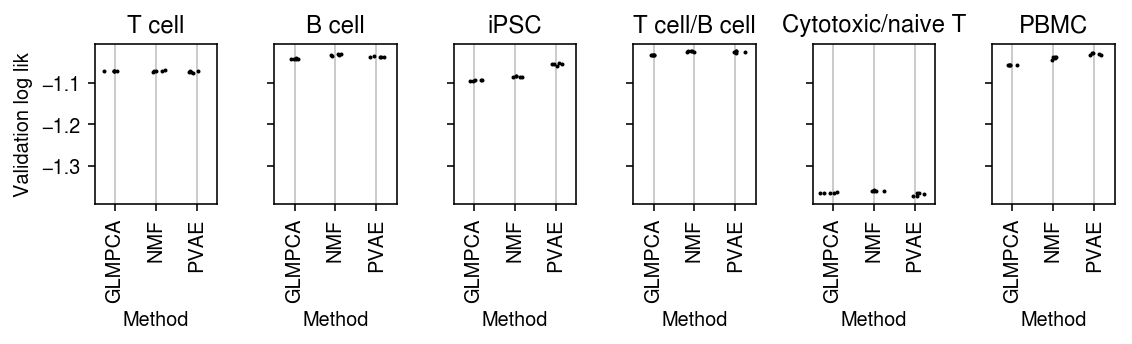 T cell
B cell
iPSC
T cell/B cell
Cytotoxic/naive T
PBMC
Validation log lik
−1.1
−1.2
−1.3
GLMPCA
NMF
PVAE
GLMPCA
NMF
PVAE
GLMPCA
NMF
PVAE
GLMPCA
NMF
PVAE
GLMPCA
NMF
PVAE
GLMPCA
NMF
PVAE
Method
Method
Method
Method
Method
Method